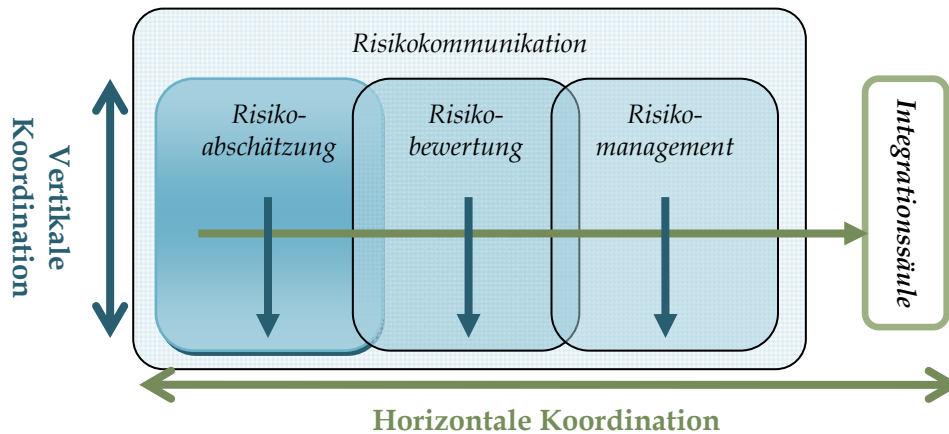 Risikokommunikation
Vertikale
Koordination
Risiko-
abschätzung
Risiko-
bewertung
Risiko-
management
Integrationssäule
Horizontale Koordination